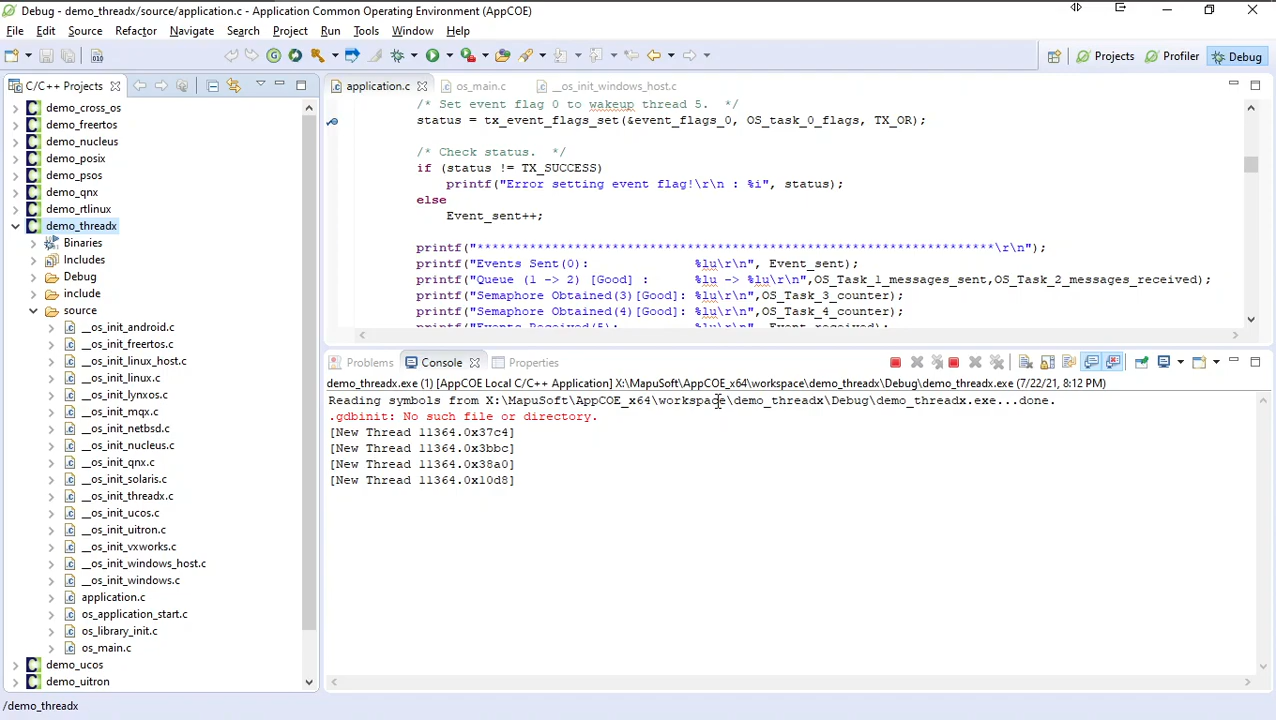 Debug - demo_threadx/source/application.c - Application Common Operating Environment (AppCOE)
File Edit Source Refactor Navigate Search Project Run Tools Window Help
Projects Profiler Debug
C/C++ Projects
demo_cross_os
demo_freertos
demo_nucleus
demo_posix
demo_psos
demo_qnx
demo_rtlinux
demo_threadx
Binaries
Includes
Debug
include
source
__os_init_android.c
__os_init_freertos.c
__os_init_linux_host.c
__os_init_linux.c
__os_init_lynxos.c
__os_init_mqx.c
__os_init_netbsd.c
__os_init_nucleus.c
__os_init_qnx.c
__os_init_solaris.c
__os_init_threadx.c
__os_init_ucos.c
__os_init_uitron.c
__os_init_vxworks.c
__os_init_windows_host.c
__os_init_windows.c
application.c
os_application_start.c
os_library_init.c
os_main.c
demo_ucos
demo_uitron
application.c os_main.c __os_init_windows_host.c
/* Set event flag 0 to wakeup thread 5. */
status = tx_event_flags_set(&event_flags_0, OS_task_0_flags, TX_OR);
/* Check status. */
if (status != TX_SUCCESS)
printf("Error setting event flag!\r\n : %i", status);
else
Event_sent++;
printf("**********************************************************************\r\n");
printf("Events Sent(0): %lu\r\n", Event_sent);
printf("Queue (1 -> 2) [Good] : %lu -> %lu\r\n",OS_Task_1_messages_sent,OS_Task_2_messages_received);
printf("Semaphore Obtained(3)[Good]: %lu\r\n",OS_Task_3_counter);
printf("Semaphore Obtained(4)[Good]: %lu\r\n",OS_Task_4_counter);
printf("Events Received(5): %lu\r\n", Event_received);
Problems Console Properties
demo_threadx.exe (1) [AppCOE Local C/C++ Application] X:\MapuSoft\AppCOE_x64\workspace\demo_threadx\Debug\demo_threadx.exe (7/22/21, 8:12 PM)
Reading symbols from X:\MapuSoft\AppCOE_x64\workspace\demo_threadx\Debug\demo_threadx.exe...done.
.gdbinit: No such file or directory.
[New Thread 11364.0x37c4]
[New Thread 11364.0x3bbc]
[New Thread 11364.0x38a0]
[New Thread 11364.0x10d8]
/demo_threadx